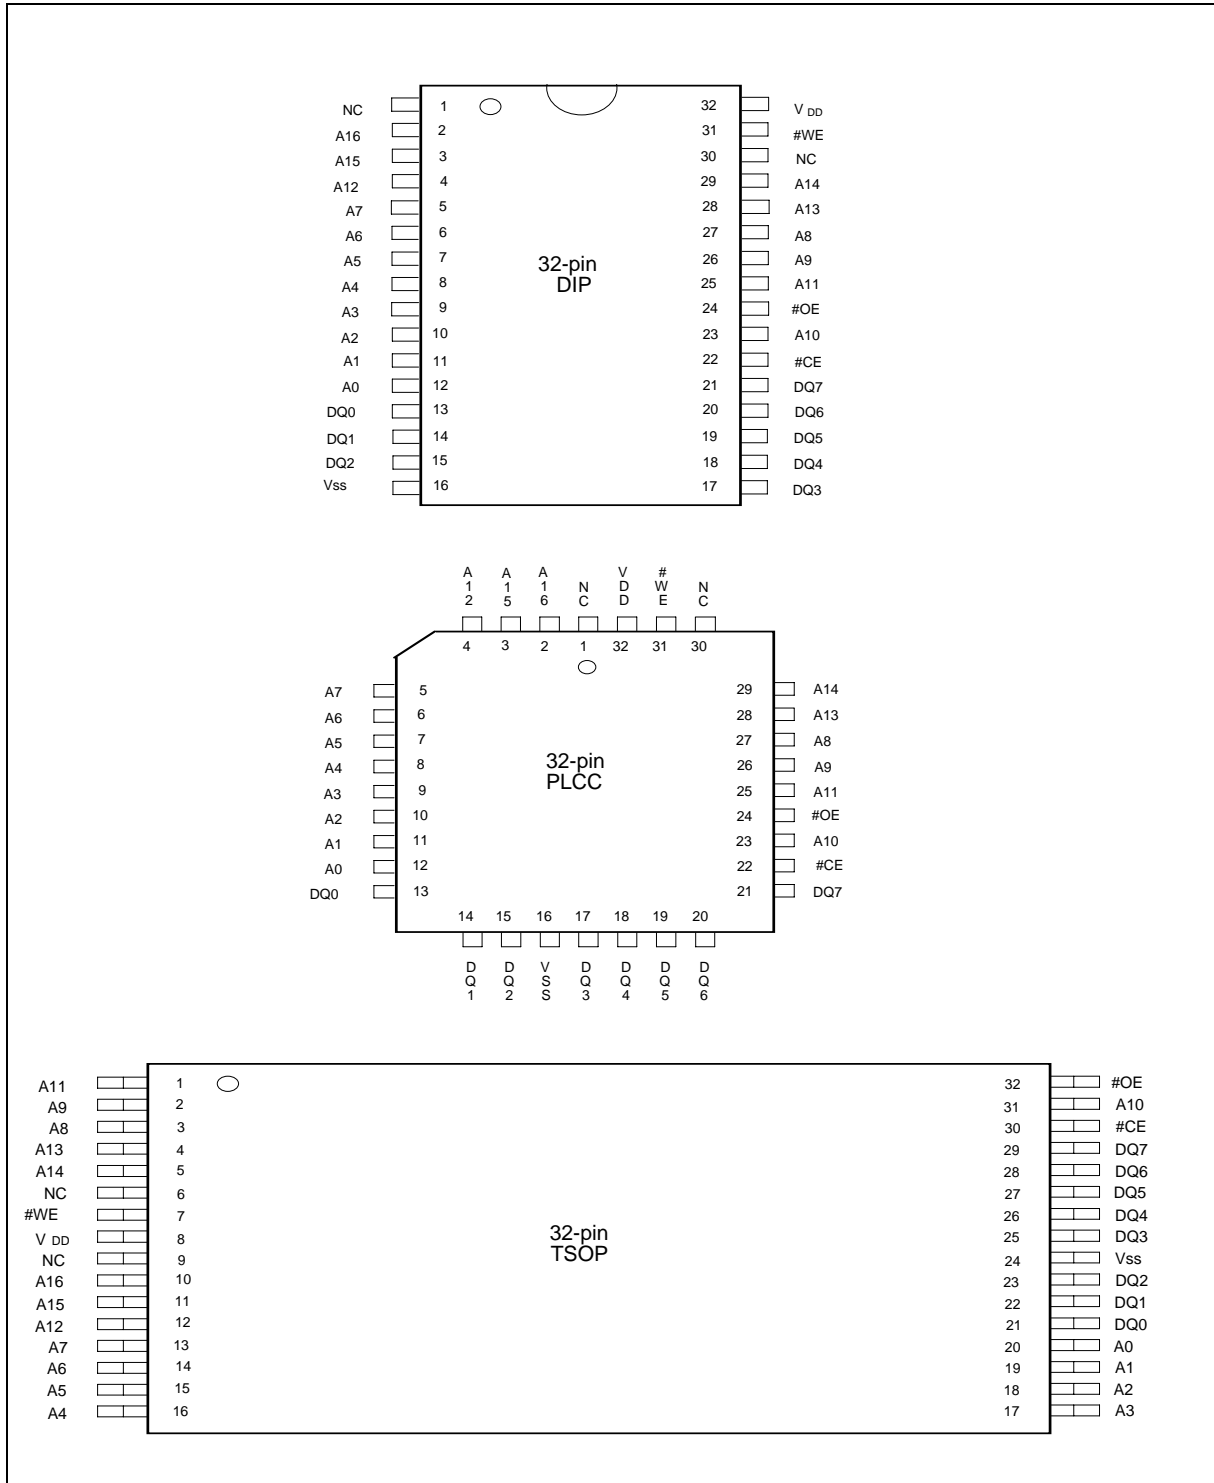 NC 1 32 V DD
A16 2 31 #WE
A15 3 30 NC
A12 4 29 A14
A7 5 28 A13
A6 6 27 A8
A5 7 26 A9
A4 8 25 A11
A3 9 24 #OE
A2 10 23 A10
A1 11 22 #CE
A0 12 21 DQ7
DQ0 13 20 DQ6
DQ1 14 19 DQ5
DQ2 15 18 DQ4
Vss 16 17 DQ3
32-pin
DIP
A12 A15 A16 NC VDD #WE NC
4 3 2 1 32 31 30
A7 5 29 A14
A6 6 28 A13
A5 7 27 A8
A4 8 26 A9
A3 9 25 A11
A2 10 24 #OE
A1 11 23 A10
A0 12 22 #CE
DQ0 13 21 DQ7
32-pin
PLCC
14 15 16 17 18 19 20
DQ1 DQ2 VSS DQ3 DQ4 DQ5 DQ6
A11 1 32 #OE
A9 2 31 A10
A8 3 30 #CE
A13 4 29 DQ7
A14 5 28 DQ6
NC 6 27 DQ5
#WE 7 26 DQ4
V DD 8 25 DQ3
NC 9 24 Vss
A16 10 23 DQ2
A15 11 22 DQ1
A12 12 21 DQ0
A7 13 20 A0
A6 14 19 A1
A5 15 18 A2
A4 16 17 A3
32-pin
TSOP